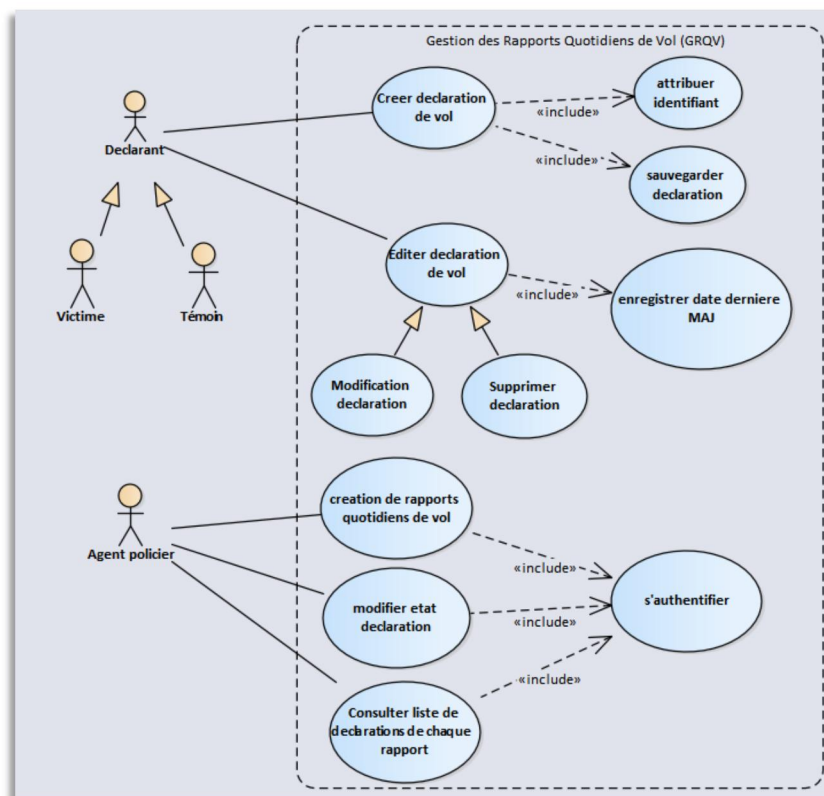 Gestion des Rapports Quotidiens de Vol (GRQV)
Creer declaration
de vol
attribuer
identifiant
«include»
Declarant
«include»
sauvegarder
declaration
Editer declaration
de vol
«include»
enregistrer date derniere
MAJ
Victime
Témoin
Modification
declaration
Supprimer
declaration
creation de rapports
quotidiens de vol
Agent policier
«include»
s'authentifier
modifier etat
declaration
«include»
«include»
Consulter liste de
declarations de chaque
rapport